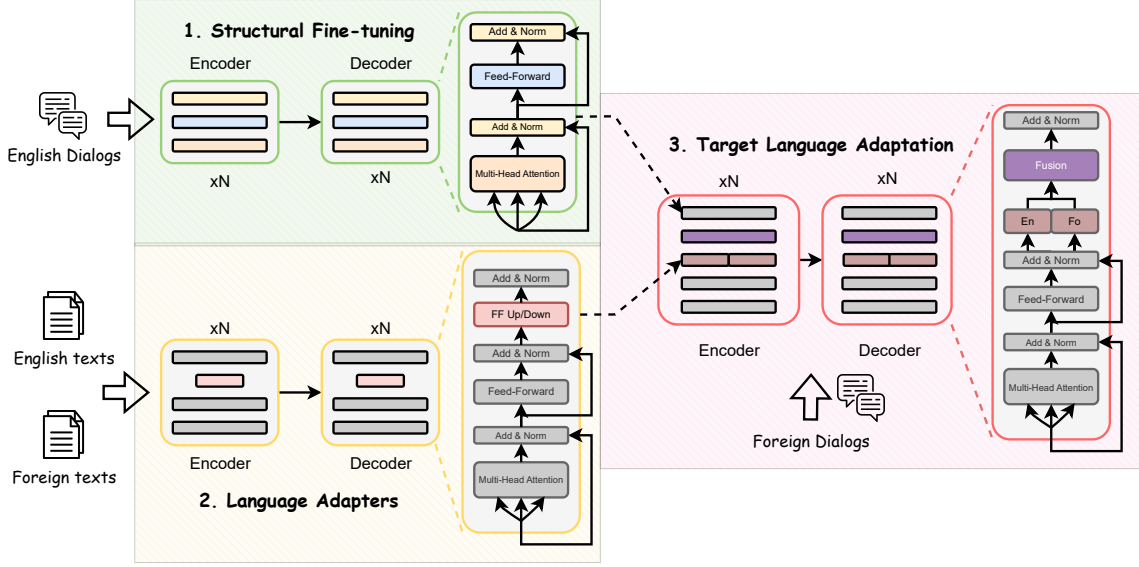 1. Structural Fine-tuning
Encoder
Decoder
xN
xN
English Dialogs
Add & Norm
Feed-Forward
Add & Norm
Multi-Head Attention
English texts
Foreign texts
xN
xN
Encoder
Decoder
2. Language Adapters
Add & Norm
FF Up/Down
Add & Norm
Feed-Forward
Add & Norm
Multi-Head Attention
3. Target Language Adaptation
xN
xN
Encoder
Decoder
Foreign Dialogs
Add & Norm
Fusion
En
Fo
Add & Norm
Feed-Forward
Add & Norm
Multi-Head Attention